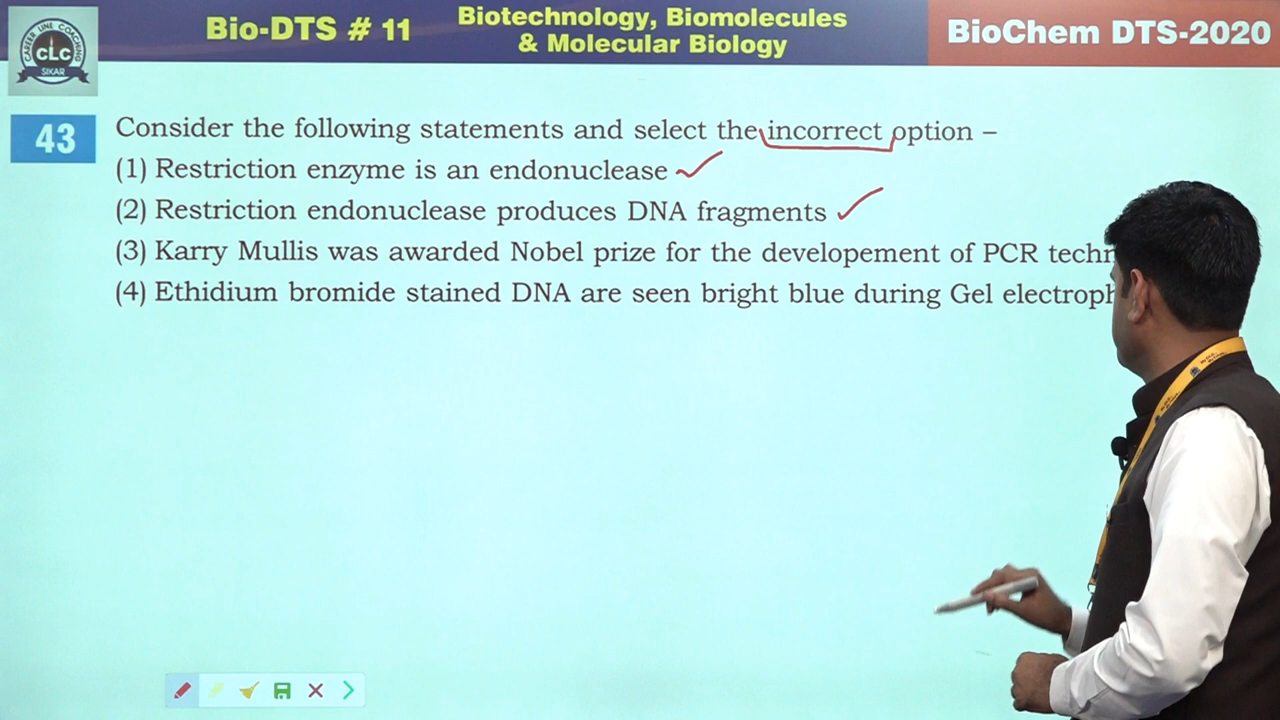 Bio-DTS # 11
Biotechnology, Biomolecules
& Molecular Biology
BioChem DTS-2020
CAREER LINE COACHING
CLC
SIKAR
43
Consider the following statements and select the incorrect option –
(1) Restriction enzyme is an endonuclease
(2) Restriction endonuclease produces DNA fragments
(3) Karry Mullis was awarded Nobel prize for the developement of PCR
(4) Ethidium bromide stained DNA are seen bright blue during Gel